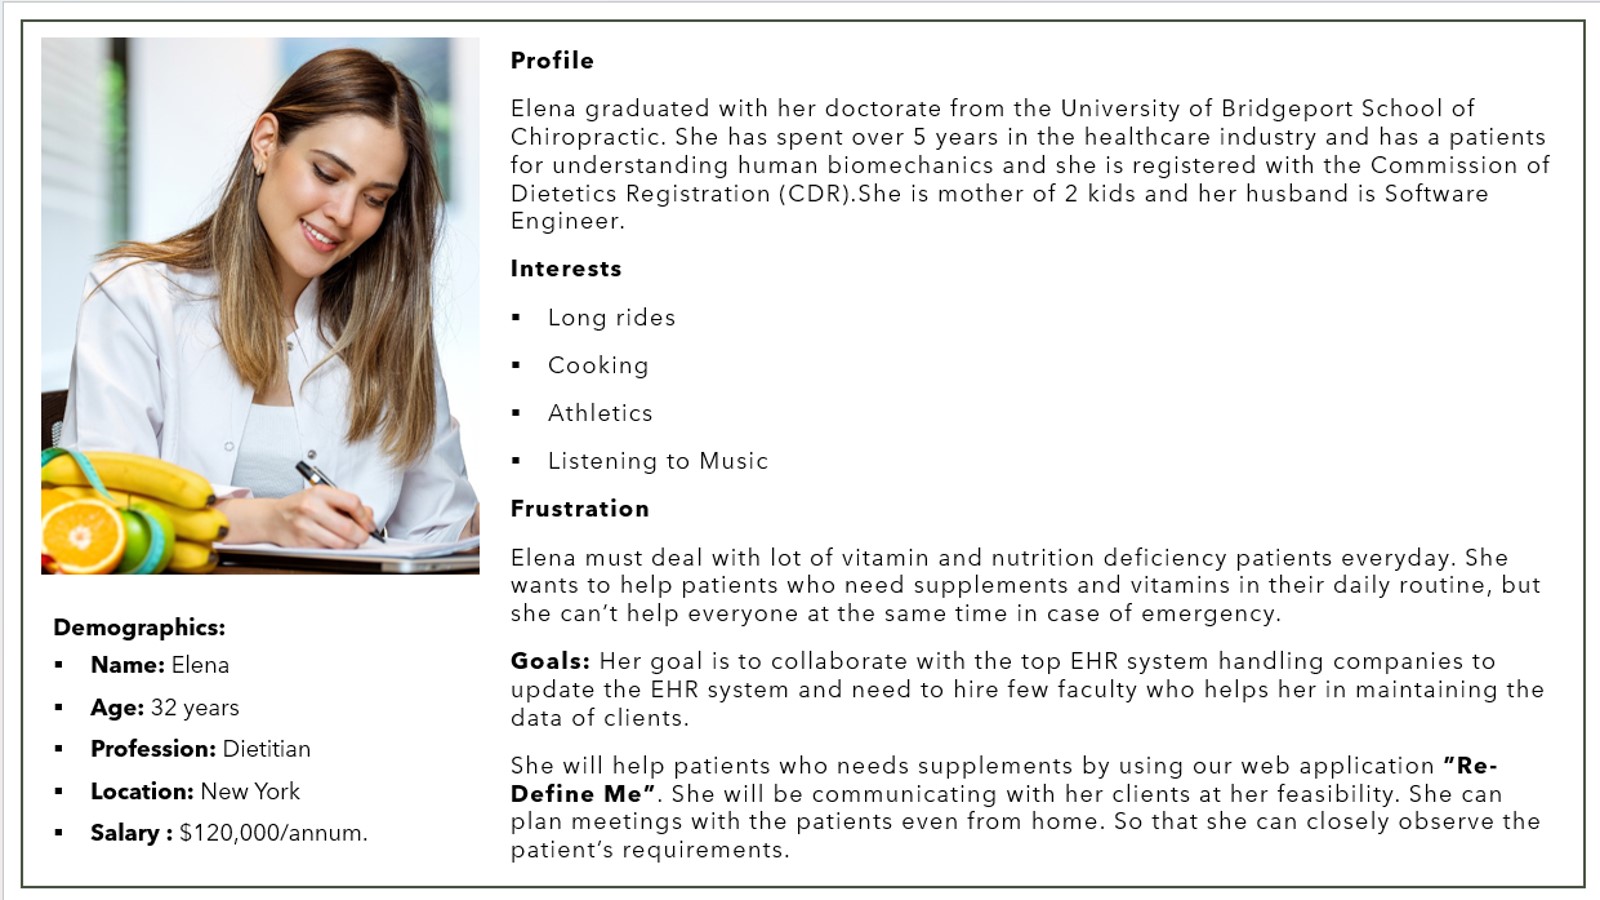 Profile
Elena graduated with her doctorate from the University of Bridgeport School of
Chiropractic. She has spent over 5 years in the healthcare industry and has a patients
for understanding human biomechanics and she is registered with the Commission of
Dietetics Registration (CDR).She is mother of 2 kids and her husband is Software
Engineer.
Interests
▪ Long rides
▪ Cooking
▪ Athletics
▪ Listening to Music
Frustration
Elena must deal with lot of vitamin and nutrition deficiency patients everyday. She
wants to help patients who need supplements and vitamins in their daily routine, but
she can’t help everyone at the same time in case of emergency.
Goals: Her goal is to collaborate with the top EHR system handling companies to
update the EHR system and need to hire few faculty who helps her in maintaining the
data of clients.
She will help patients who needs supplements by using our web application ”Re-
Define Me”. She will be communicating with her clients at her feasibility. She can
plan meetings with the patients even from home. So that she can closely observe the
patient’s requirements.
Demographics:
▪ Name: Elena
▪ Age: 32 years
▪ Profession: Dietitian
▪ Location: New York
▪ Salary : $120,000/annum.